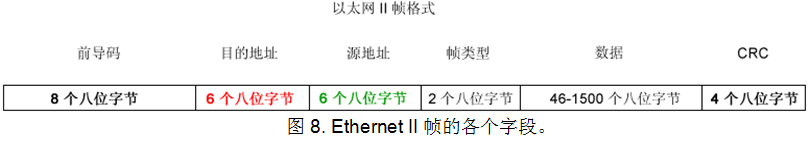 以太网 II 帧格式
前导码 目的地址 源地址 帧类型 数据 CRC
8 个八位字节 6 个八位字节 6 个八位字节 2 个八位字节 46-1500 个八位字节 4 个八位字节
图 8. Ethernet II 帧的各个字段。